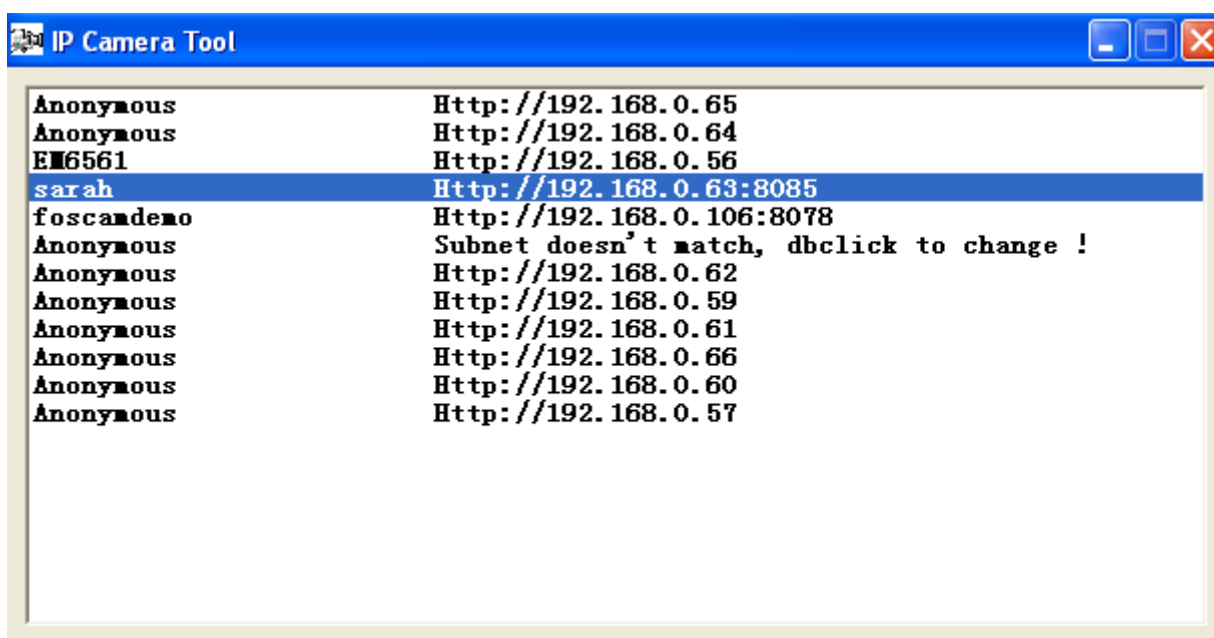 IP Camera Tool
Anonymous Http://192.168.0.65
Anonymous Http://192.168.0.64
EM6561 Http://192.168.0.56
sarah Http://192.168.0.63:8085
foscamdemo Http://192.168.0.106:8078
Anonymous Subnet doesn't match, dbclick to change !
Anonymous Http://192.168.0.62
Anonymous Http://192.168.0.59
Anonymous Http://192.168.0.61
Anonymous Http://192.168.0.66
Anonymous Http://192.168.0.60
Anonymous Http://192.168.0.57